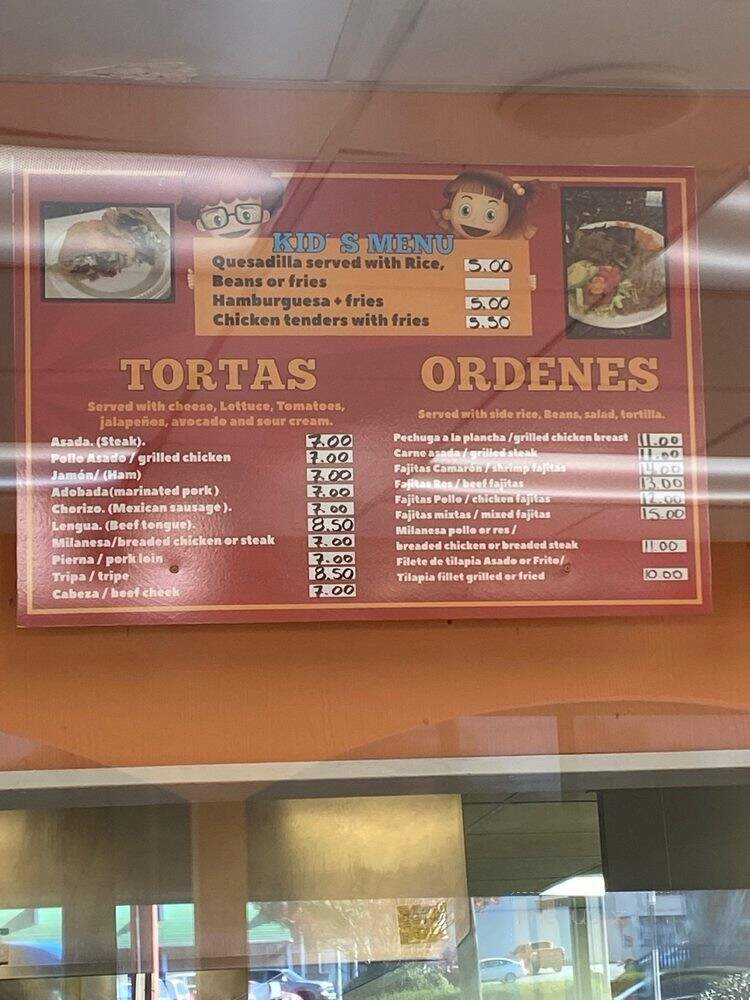 KID´S MENU
Quesadilla served with Rice, 5.00
Beans or fries
Hamburguesa + fries 5.00
Chicken tenders with fries 5.50
TORTAS
Served with cheese, Lettuce, Tomatoes,
jalapeños, avocado and sour cream.
Asada. (Steak). 7.00
Pollo Asado / grilled chicken 7.00
Jamón/ (Ham) 7.00
Adobada(marinated pork) 7.00
Chorizo. (Mexican sausage). 7.00
Lengua. (Beef tongue). 8.50
Milanesa/breaded chicken or steak 7.00
Pierna / pork loin 7.00
Tripa / tripe 8.50
Cabeza / beef cheek 7.00
ORDENES
Served with side rice, Beans, salad, tortilla.
Pechuga a la plancha /grilled chicken breast 11.00
Carne asada / grilled steak 11.00
Fajitas Camarón / shrimp fajitas 14.00
Fajitas Res / beef fajitas 13.00
Fajitas Pollo / chicken fajitas 12.00
Fajitas mixtas / mixed fajitas 15.00
Milanesa pollo or res /
breaded chicken or breaded steak 11.00
Filete de tilapia Asado or Frito/
Tilapia fillet grilled or fried 10.00